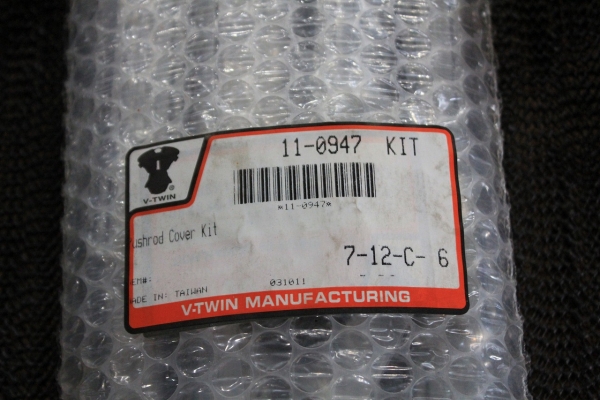 11-0947 KIT
V-TWIN
®
*11-0947*
ushrod Cover Kit
7-12-C- 6
EM#:
031011
ADE IN: TAIWAN
V-TWIN MANUFACTURING